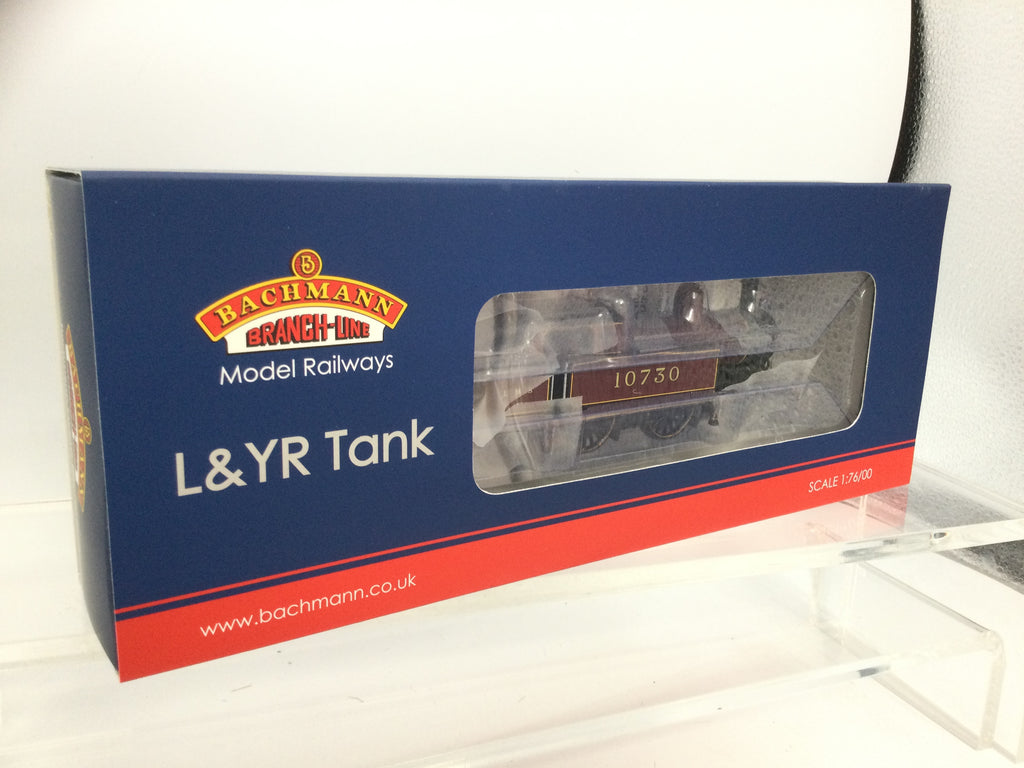 B
BACHMANN
BRANCH-LINE
Model Railways
L&YR Tank
10730
SCALE 1:76/00
www.bachmann.co.uk